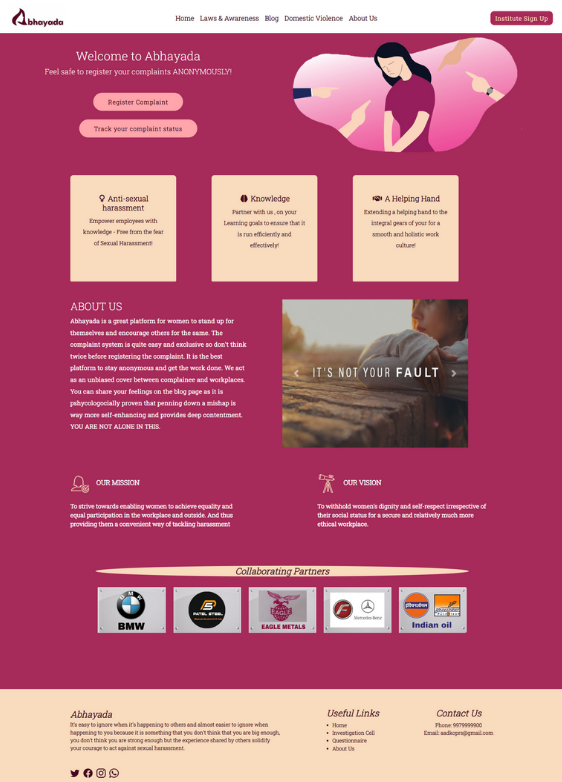 Abhayada
Home Laws & Awareness Blog Domestic Violence About Us
Institute Sign Up
Welcome to Abhayada
Feel safe to register your complaints ANONYMOUSLY!
Register Complaint
Track your complaint status
Anti-sexual
harassment
Empower employees with
knowledge - Free from the fear
of Sexual Harassment!
Knowledge
Partner with us , on your
Learning goals to ensure that it
is run efficiently and
effectively!
A Helping Hand
Extending a helping hand to the
integral gears of your for a
smooth and holistic work
culture!
ABOUT US
Abhayada is a great platform for women to stand up for
themselves and encourage others for the same. The
complaint system is quite easy and exclusive so don't think
twice before registering the complaint. It is the best
platform to stay anonymous and get the work done. We act
as an unbiased cover between complainee and workplaces.
You can share your feelings on the blog page as it is
pshycologocially proven that penning down a mishap is
way more self-enhancing and provides deep contentment.
YOU ARE NOT ALONE IN THIS.
IT'S NOT YOUR FAULT
OUR MISSION
To strive towards enabling women to achieve equality and
equal participation in the workplace and outside. And thus
providing them a convenient way of tackling harassment
OUR VISION
To withhold women's dignity and self-respect irrespective of
their social status for a secure and relatively much more
ethical workplace.
Collaborating Partners
BMW
BMW
PATEL STEEL
EAGLE
EAGLE METALS
Mercedes-Benz
इंडियनऑयल
Indian oil
Abhayada
It's easy to ignore when it's happening to others and almost easier to ignore when
happening to you because it is something that you don't think that you are big enough,
you don't think you are strong enough but the experience shared by others solidify
your courage to act against sexual harassment.
Useful Links
Home
Investigation Cell
Questionnaire
About Us
Contact Us
Phone: 9979999900
Email: aadikcprs@gmail.com